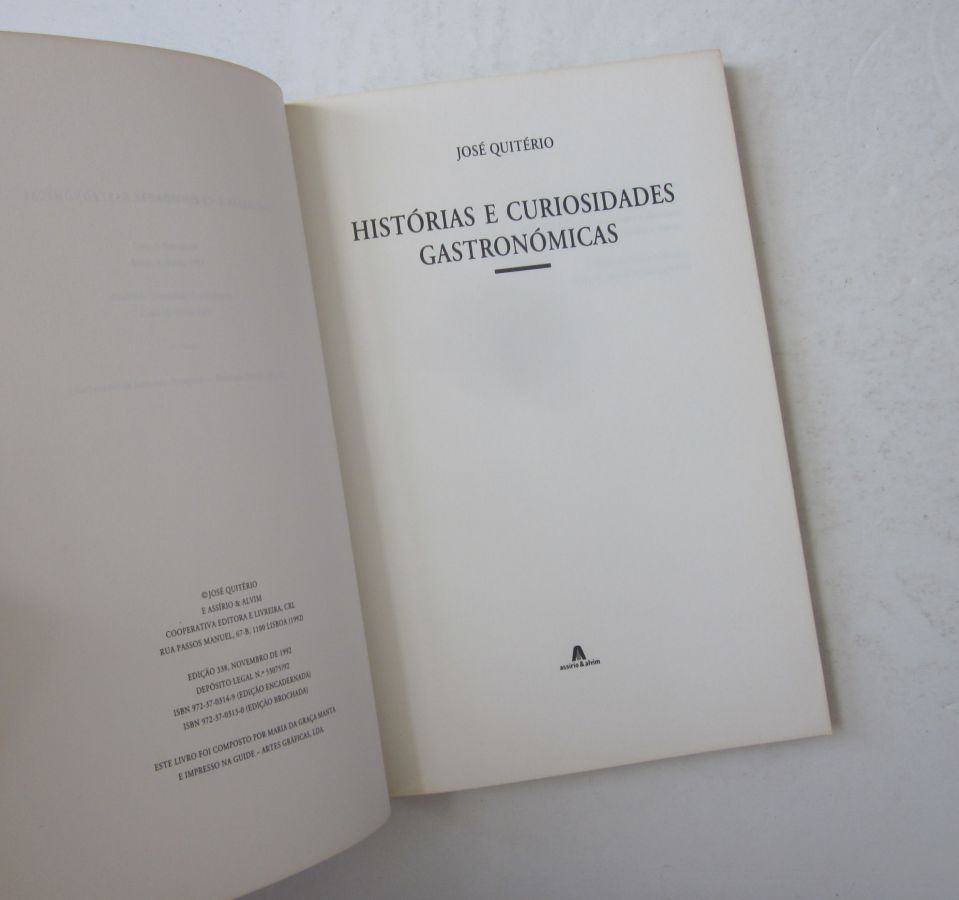 ©JOSÉ QUITÉRIO
E ASSÍRIO & ALVIM
COOPERATIVA EDITORA E LIVREIRA, CRL
RUA PASSOS MANUEL, 67-B, 1100 LISBOA (1992)
EDIÇÃO 338, NOVEMBRO DE 1992
DEPÓSITO LEGAL N.º 55075/92
ISBN 972-37-0314-9 (EDIÇÃO ENCADERNADA)
ISBN 972-37-0313-0 (EDIÇÃO BROCHADA)
ESTE LIVRO FOI COMPOSTO POR MARIA DA GRAÇA MANTA
E IMPRESSO NA GUIDE – ARTES GRÁFICAS, LDA.
JOSÉ QUITÉRIO
HISTÓRIAS E CURIOSIDADES
GASTRONÓMICAS
assírio & alvim